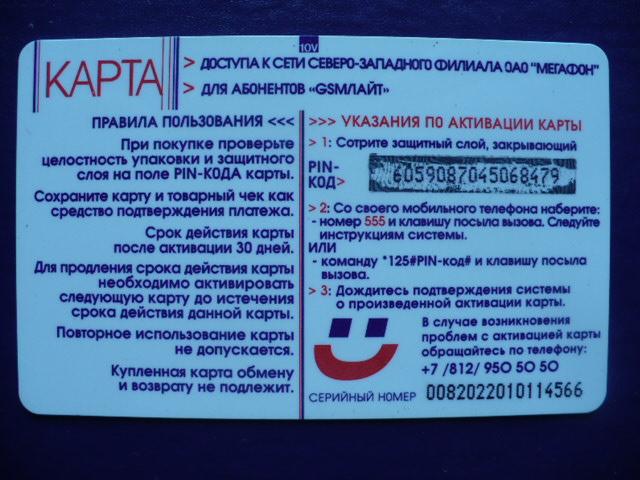 10V
КАРТА
> ДОСТУПА К СЕТИ СЕВЕРО-ЗАПАДНОГО ФИЛИАЛА ОАО "МЕГАФОН"
> ДЛЯ АБОНЕНТОВ «GSMЛАЙТ»
ПРАВИЛА ПОЛЬЗОВАНИЯ <<<
При покупке проверьте
целостность упаковки и защитного
слоя на поле PIN-КОДА карты.
Сохраните карту и товарный чек как
средство подтверждения платежа.
Срок действия карты
после активации 30 дней.
Для продления срока действия карты
необходимо активировать
следующую карту до истечения
срока действия данной карты.
Повторное использование карты
не допускается.
Купленная карта обмену
и возврату не подлежит.
>>> УКАЗАНИЯ ПО АКТИВАЦИИ КАРТЫ
> 1: Сотрите защитный слой, закрывающий
PIN-
КОД>
6059087045068479
> 2: Со своего мобильного телефона наберите:
- номер 555 и клавишу посыла вызова. Следуйте
инструкциям системы.
ИЛИ
- команду *125#PIN-код# и клавишу посыла
вызова.
> 3: Дождитесь подтверждения системы
о произведенной активации карты.
В случае возникновения
проблем с активацией карты
обращайтесь по телефону:
+7 /812/ 950 50 50
СЕРИЙНЫЙ НОМЕР 0082022010114566